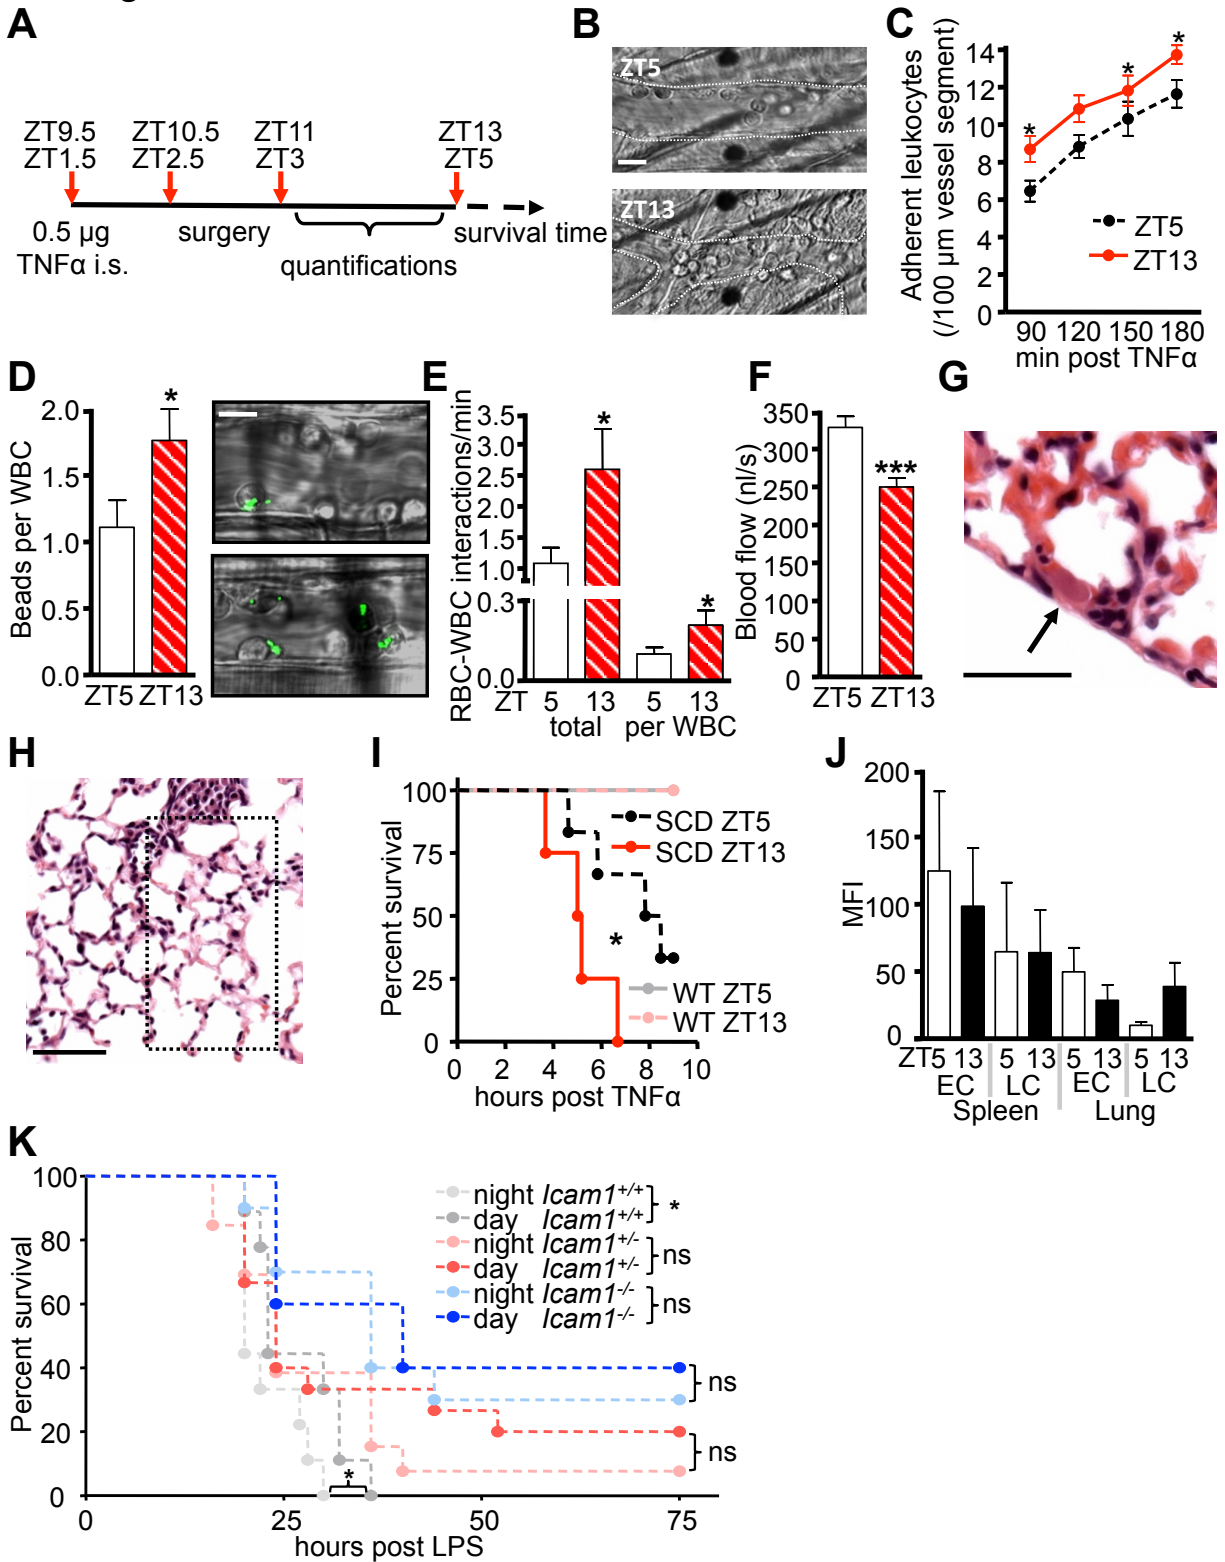 A
ZT9.5 ZT10.5 ZT11 ZT13
ZT1.5 ZT2.5 ZT3 ZT5
0.5 µg surgery survival time
TNFα i.s. quantifications
B
ZT5
ZT13
C
Adherent leukocytes
(/100 µm vessel segment)
14
12
10
8
6
4
2
0
* * *
ZT5
ZT13
90 120 150 180
min post TNFα
D
Beads per WBC
2.0
1.5
1.0
0.5
0.0
*
ZT5 ZT13
E
RBC-WBC interactions/min
3.5
3.0
2.5
2.0
1.5
1.0
0.3
0.0
* *
ZT 5 13 5 13
total per WBC
F
Blood flow (nl/s)
350
300
250
200
150
100
50
0
***
ZT5 ZT13
G
H
I
Percent survival
100
75
50
25
0
SCD ZT5
SCD ZT13
*
WT ZT5
WT ZT13
0 2 4 6 8 10
hours post TNFα
J
MFI
200
150
100
50
0
ZT5 13 5 13 5 13 5 13
EC LC EC LC
Spleen Lung
K
Percent survival
100
80
60
40
20
0
night Icam1+/+
day Icam1+/+
*
night Icam1+/-
day Icam1+/-
ns
night Icam1-/-
day Icam1-/-
ns
ns
ns
*
0 25 50 75
hours post LPS